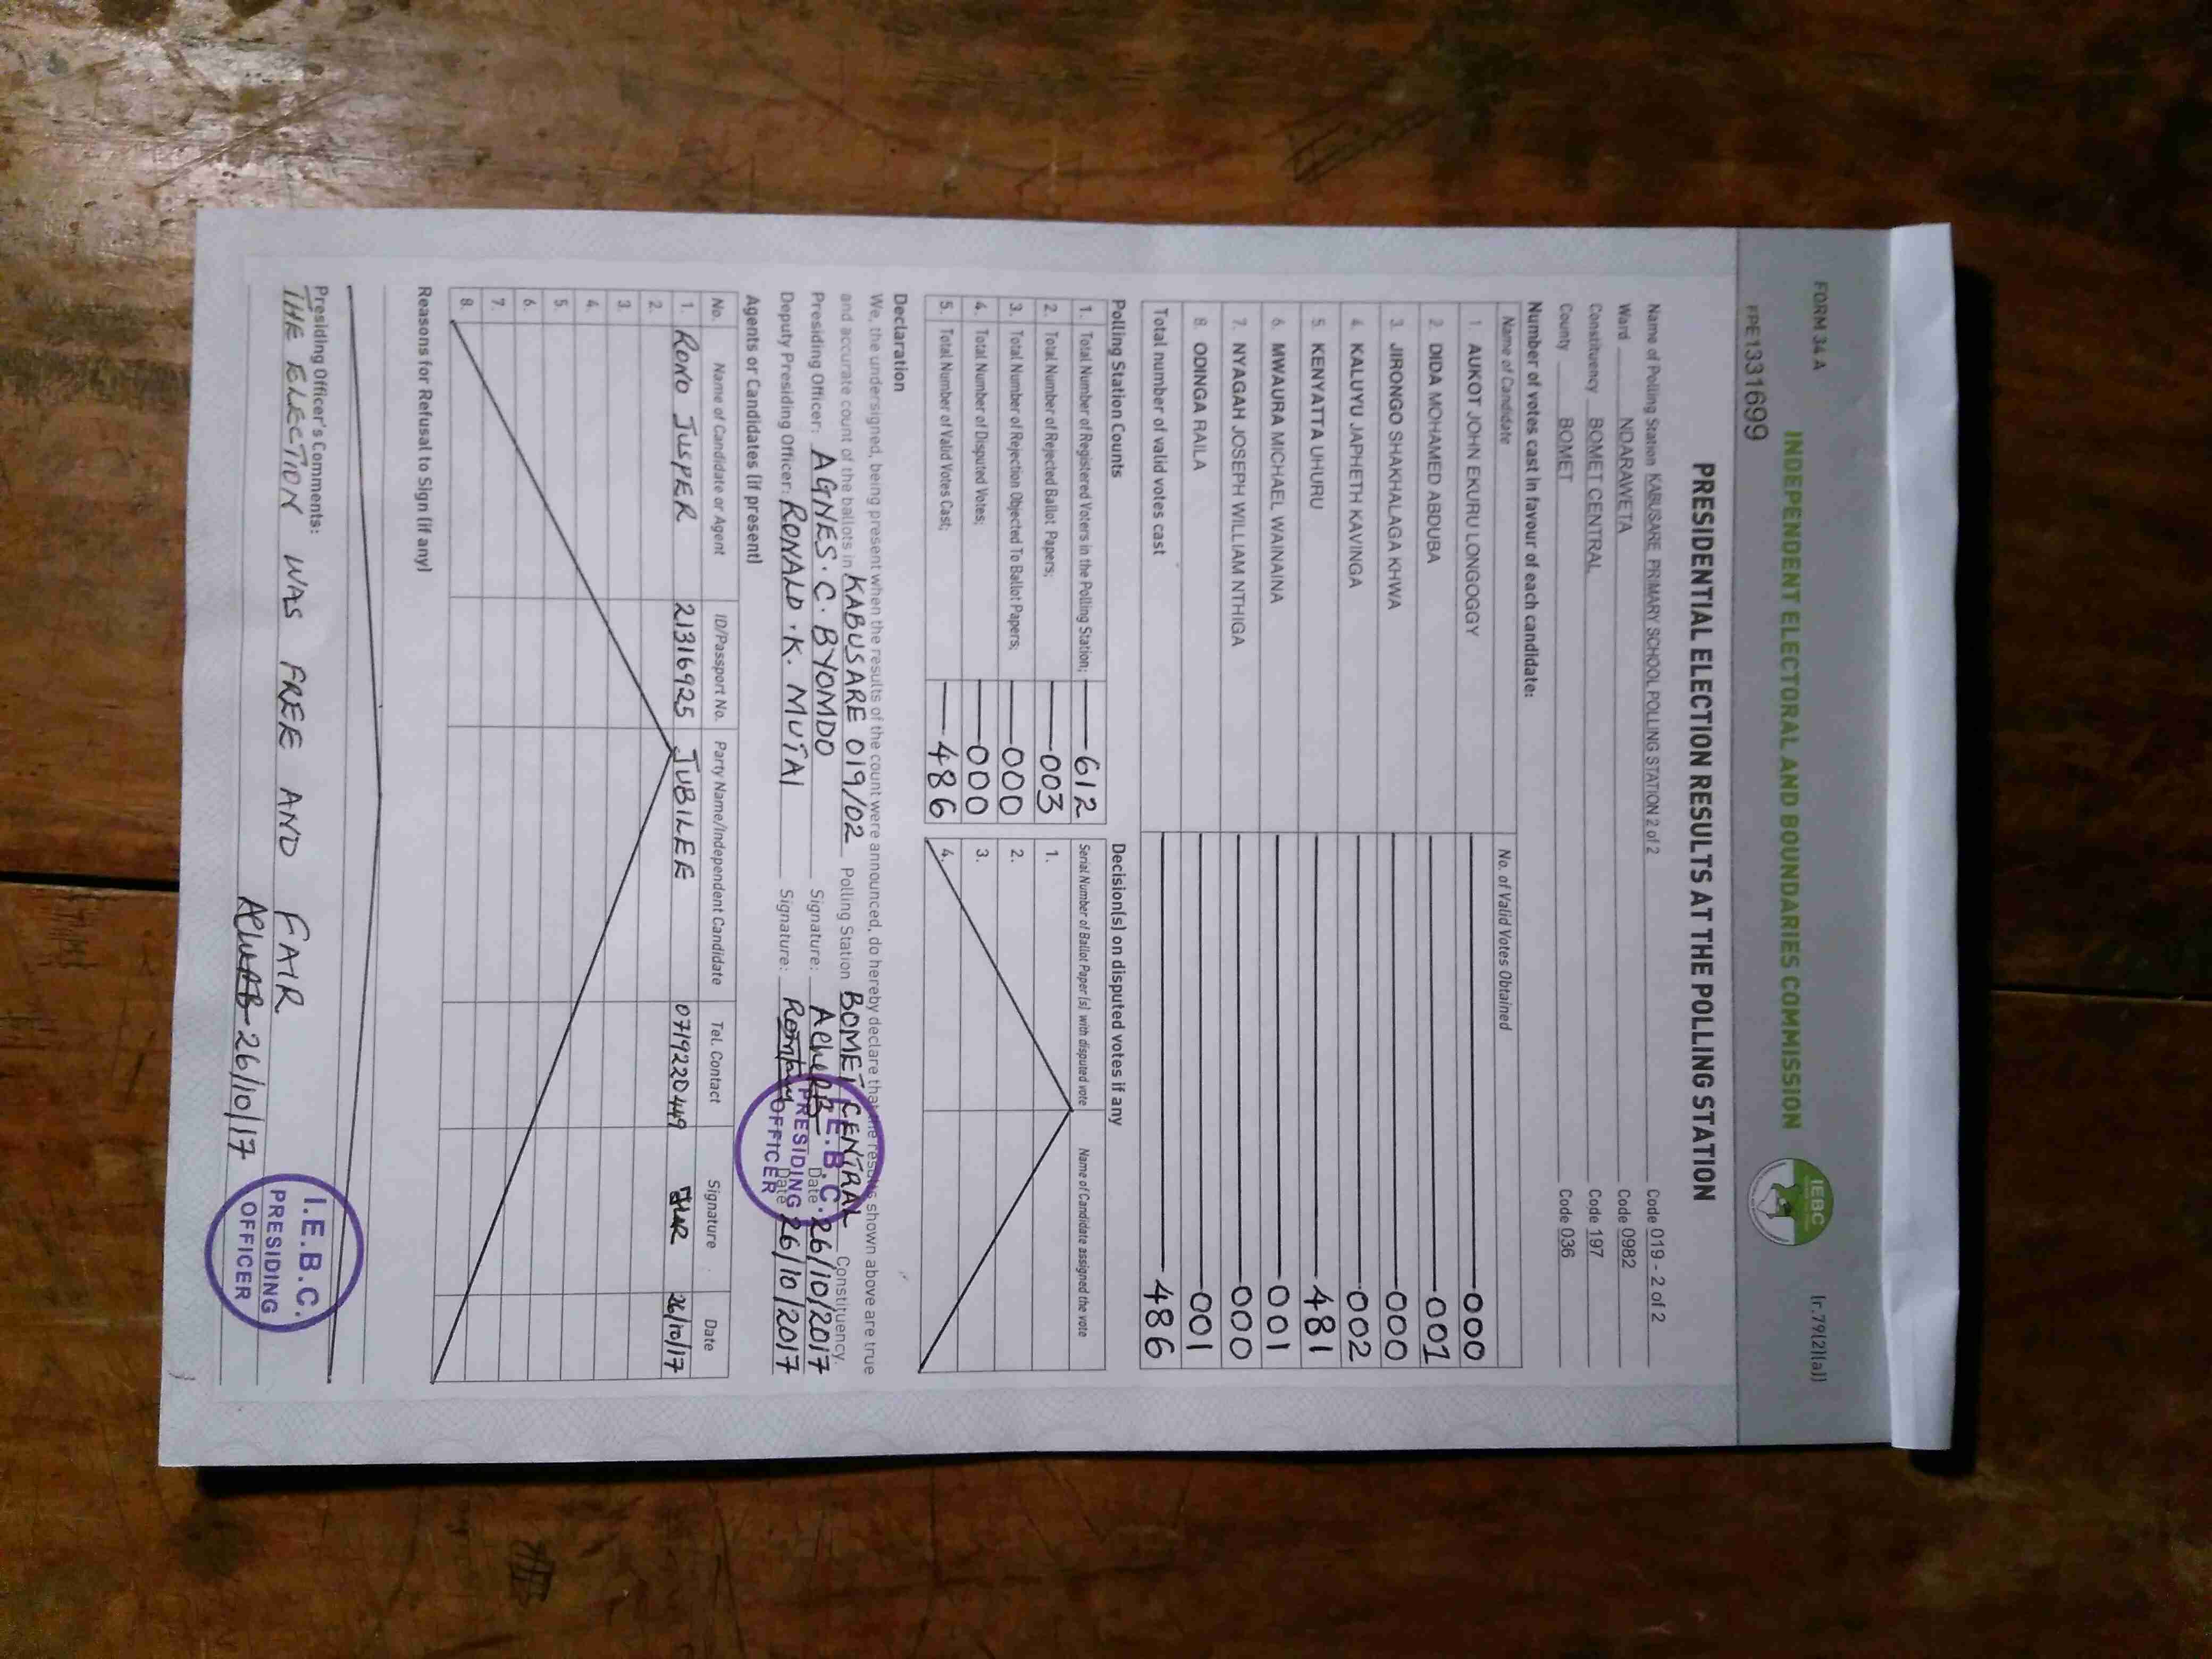 FORM 34 A
(r.79(2)(a))
INDEPENDENT ELECTORAL AND BOUNDARIES COMMISSION
IEBC
FPE1331699
PRESIDENTIAL ELECTION RESULTS AT THE POLLING STATION
Name of Polling Station KABUSARE PRIMARY SCHOOL POLLING STATION 2 of 2 Code 019 - 2 of 2
Ward NDARAWETA Code 0982
Constituency BOMET CENTRAL Code 197
County BOMET Code 036
Number of votes cast in favour of each candidate:
Name of Candidate No. of Valid Votes Obtained
1. AUKOT JOHN EKURU LONGOGGY 000
2. DIDA MOHAMED ABDUBA 001
3. JIRONGO SHAKHALAGA KHWA 000
4. KALUYU JAPHETH KAVINGA 002
5. KENYATTA UHURU 481
6. MWAURA MICHAEL WAINAINA 001
7. NYAGAH JOSEPH WILLIAM NTHIGA 000
8. ODINGA RAILA 001
Total number of valid votes cast 486
Polling Station Counts
1. Total Number of Registered Voters in the Polling Station; 612
2. Total Number of Rejected Ballot Papers; 003
3. Total Number of Rejection Objected To Ballot Papers; 000
4. Total Number of Disputed Votes; 000
5. Total Number of Valid Votes Cast; 486
Decision(s) on disputed votes if any
Serial Number of Ballot Paper (s) with disputed vote Name of Candidate assigned the vote
1.
2.
3.
4.
Declaration
We, the undersigned, being present when the results of the count were announced, do hereby declare that the results shown above are true
and accurate count of the ballots in KABUSARE 019/02 Polling Station BOMET CENTRAL Constituency.
Presiding Officer: AGNES. C. BYOMDO Signature: Date 26/10/2017
Deputy Presiding Officer: RONALD . K. MUTAI Signature: Date 26/10/2017
I.E.B.C.
PRESIDING
OFFICER
Agents or Candidates (if present)
No. Name of Candidate or Agent ID/Passport No. Party Name/Independent Candidate Tel. Contact Signature Date
1. RONO JUSPER 21316925 JUBILEE 0719220449 26/10/17
2.
3.
4.
5.
6.
7.
8.
Reasons for Refusal to Sign (if any)
Presiding Officer's Comments:
THE ELECTION WAS FREE AND FAIR
26/10/17
I.E.B.C.
PRESIDING
OFFICER